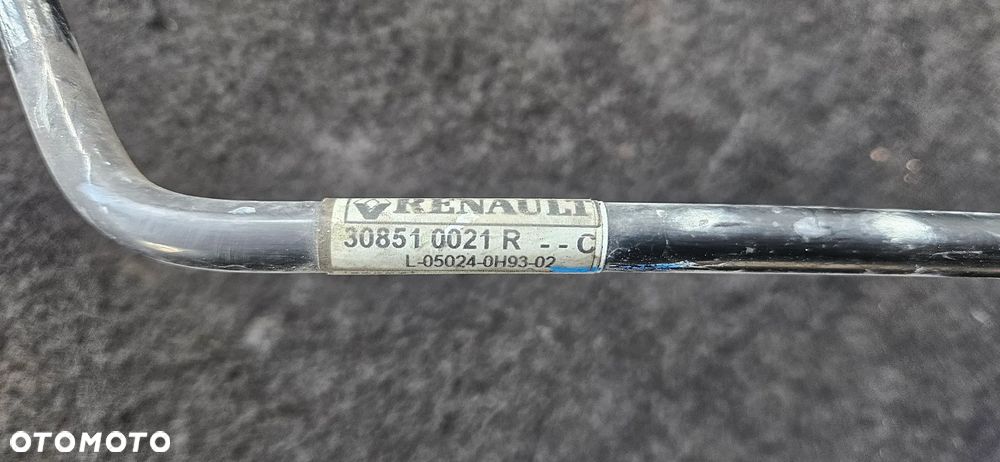 RENAULT
30851 0021 R - - C
L-05024-0H93-02
OTOMOTO